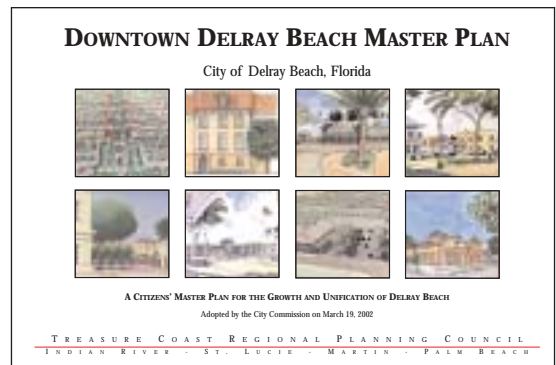 DOWNTOWN DELRAY BEACH MASTER PLAN
City of Delray Beach, Florida
A CITIZENS' MASTER PLAN FOR THE GROWTH AND UNIFICATION OF DELRAY BEACH
Adopted by the City Commission on March 19, 2002
TREASURE COAST REGIONAL PLANNING COUNCIL
INDIAN RIVER - ST. LUCIE - MARTIN - PALM BEACH